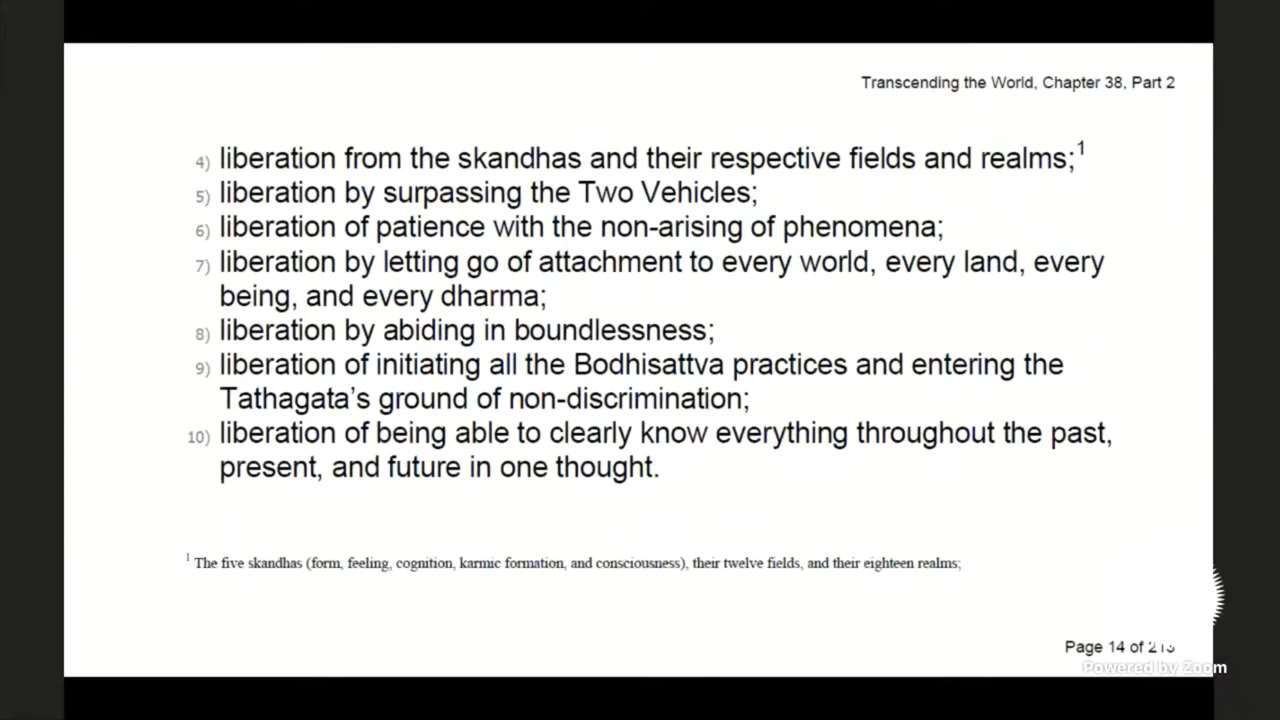 Transcending the World, Chapter 38, Part 2
4) liberation from the skandhas and their respective fields and realms;1
5) liberation by surpassing the Two Vehicles;
6) liberation of patience with the non-arising of phenomena;
7) liberation by letting go of attachment to every world, every land, every
being, and every dharma;
8) liberation by abiding in boundlessness;
9) liberation of initiating all the Bodhisattva practices and entering the
Tathagata's ground of non-discrimination;
10) liberation of being able to clearly know everything throughout the past,
present, and future in one thought.
1 The five skandhas (form, feeling, cognition, karmic formation, and consciousness), their twelve fields, and their eighteen realms;
Page 14 of
Powered by Zoom